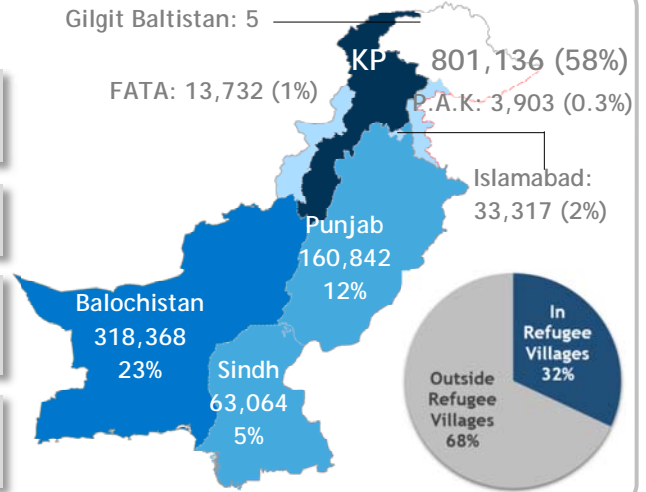 Gilgit Baltistan: 5
KP 801,136 (58%)
FATA: 13,732 (1%)
P.A.K: 3,903 (0.3%)
Islamabad:
33,317 (2%)
Punjab
160,842
12%
Balochistan
318,368
23%
Sindh
63,064
5%
In
Refugee
Villages
32%
Outside
Refugee
Villages
68%